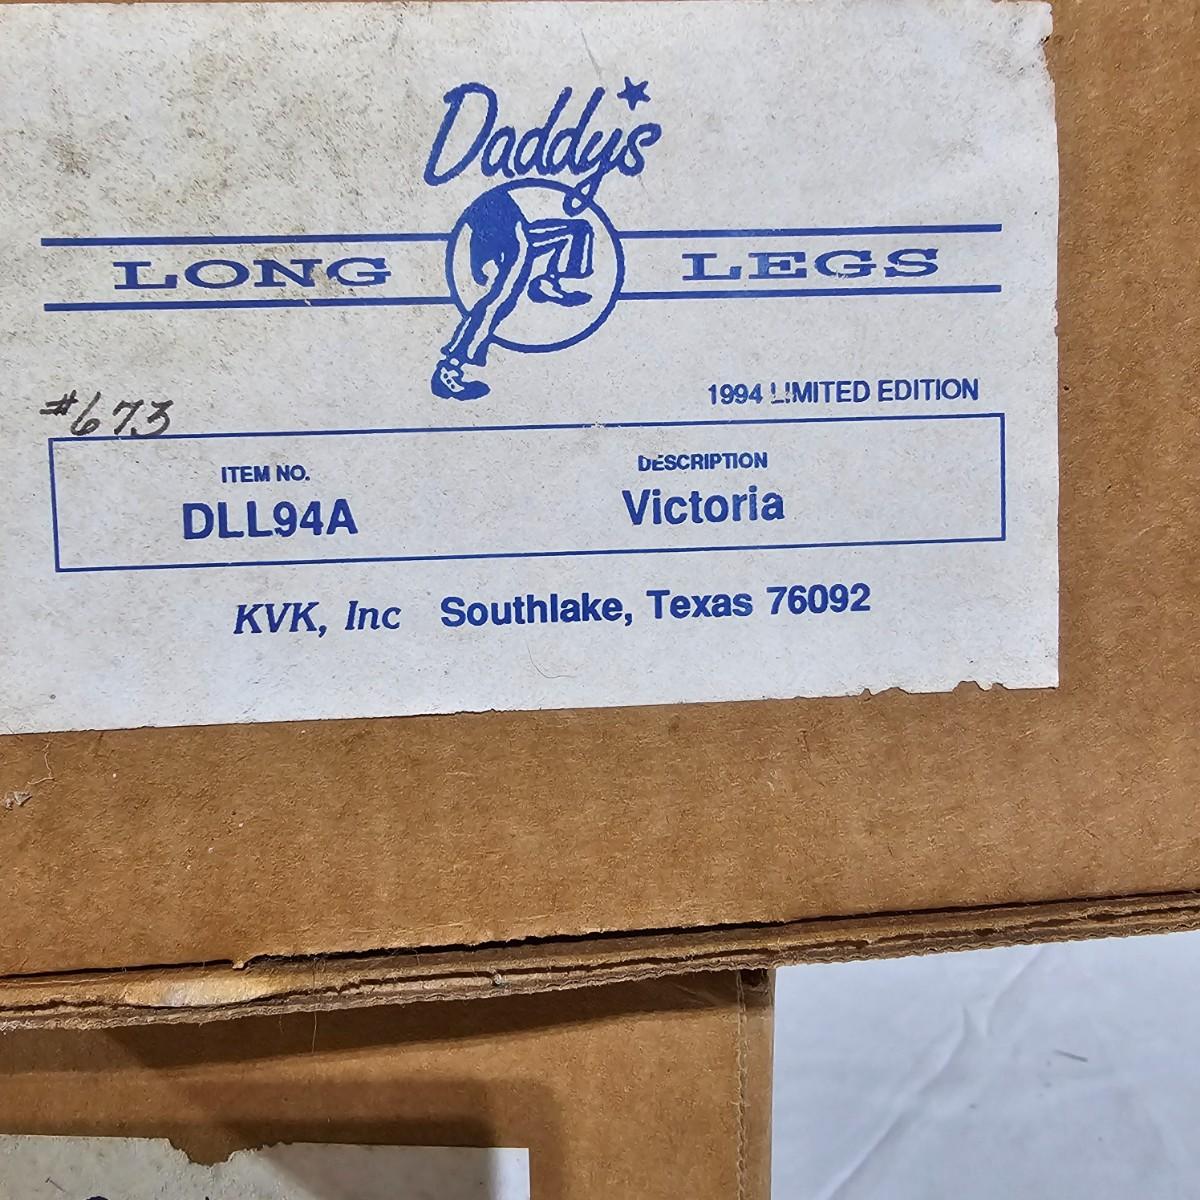 Daddy's
LONG LEGS
1994 LIMITED EDITION
#673
ITEM NO. DESCRIPTION
DLL94A Victoria
KVK, Inc Southlake, Texas 76092